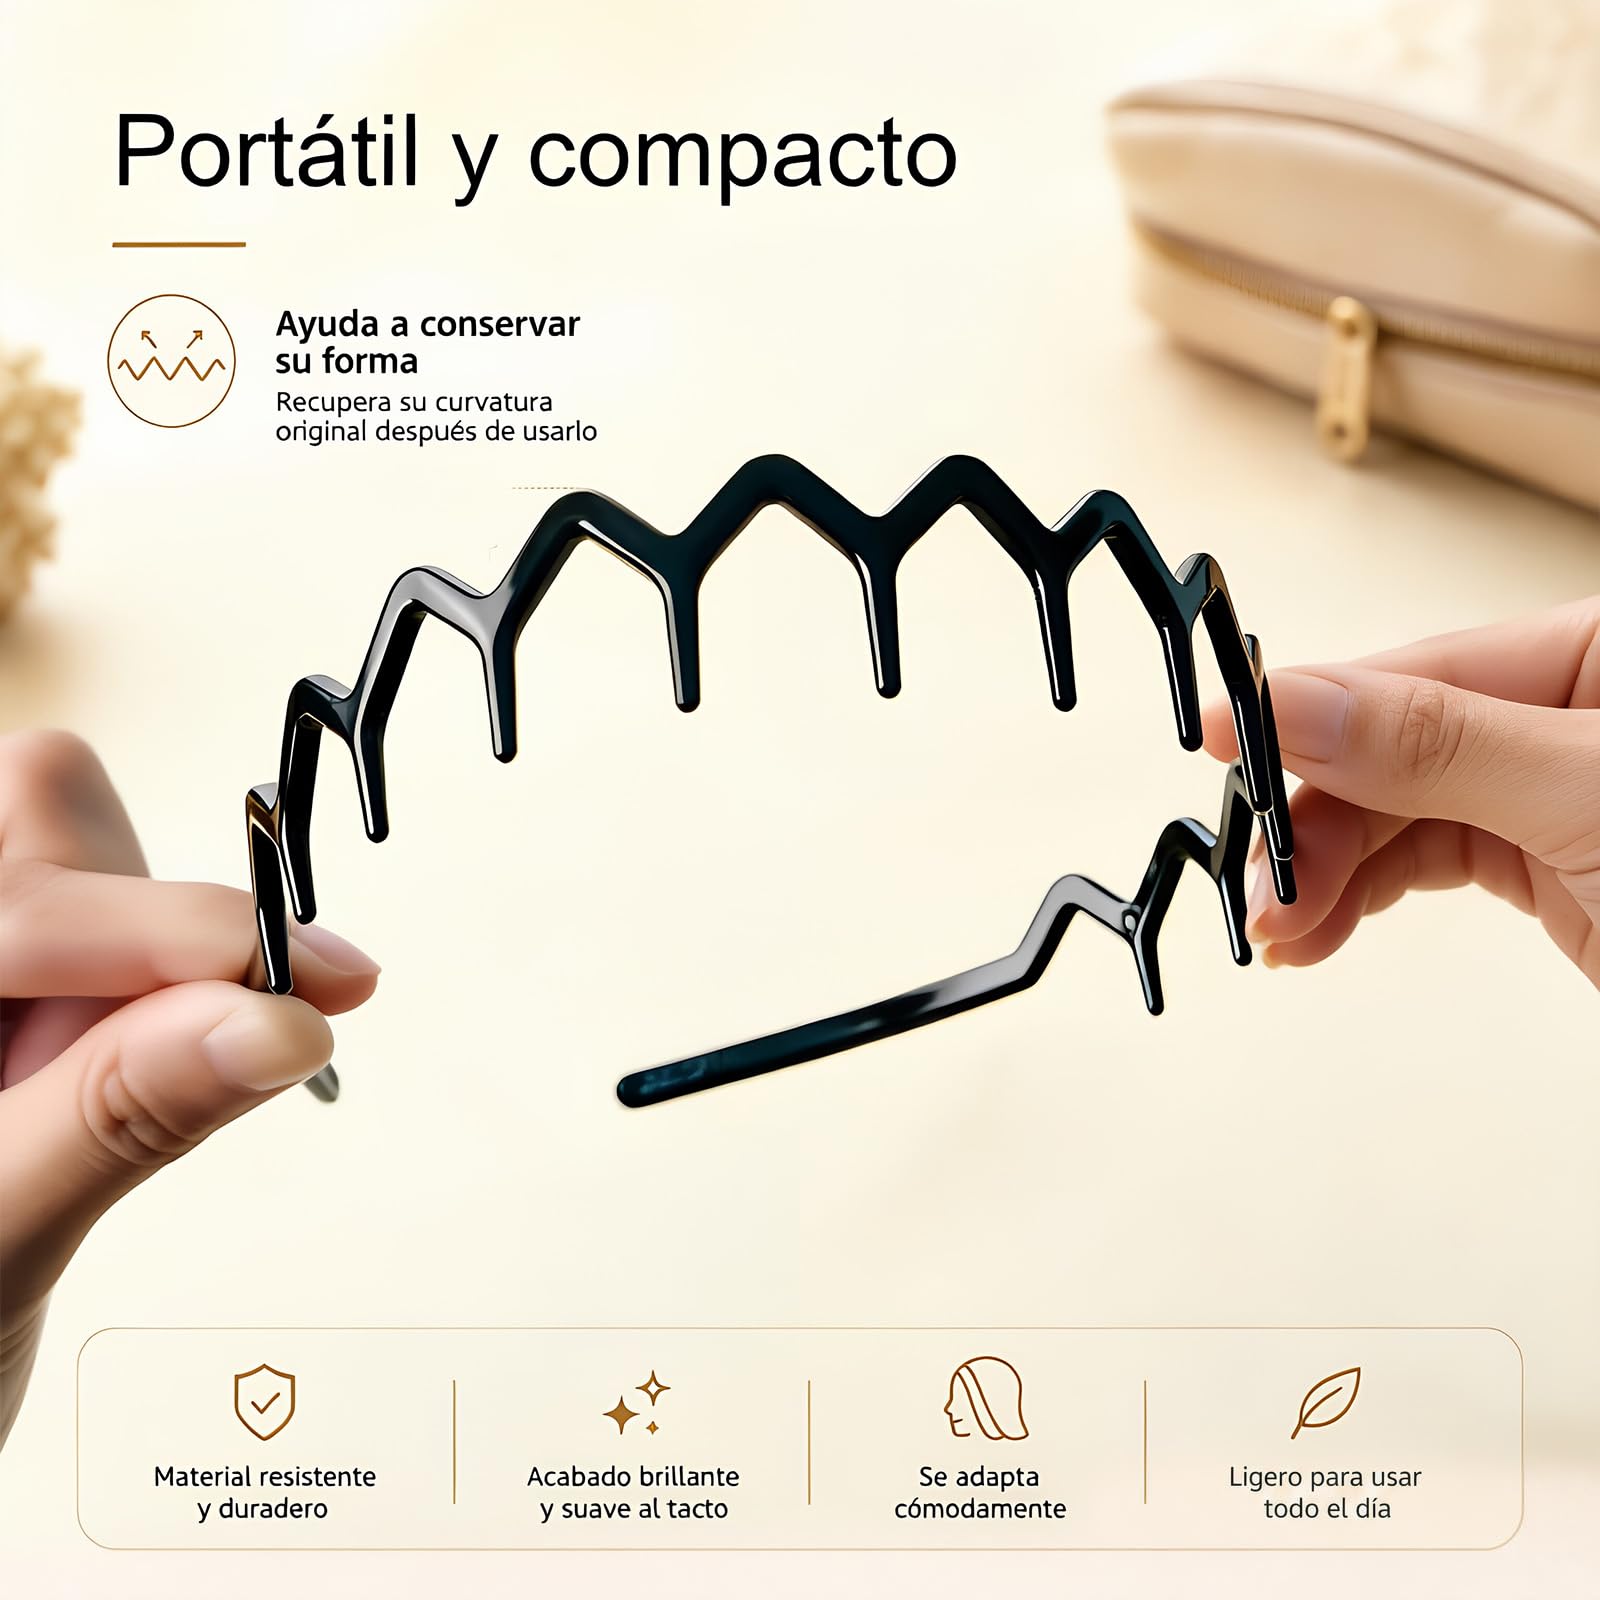 Portátil y compacto
Ayuda a conservar
su forma
Recupera su curvatura
original después de usarlo
Material resistente
y duradero
Acabado brillante
y suave al tacto
Se adapta
cómodamente
Ligero para usar
todo el día